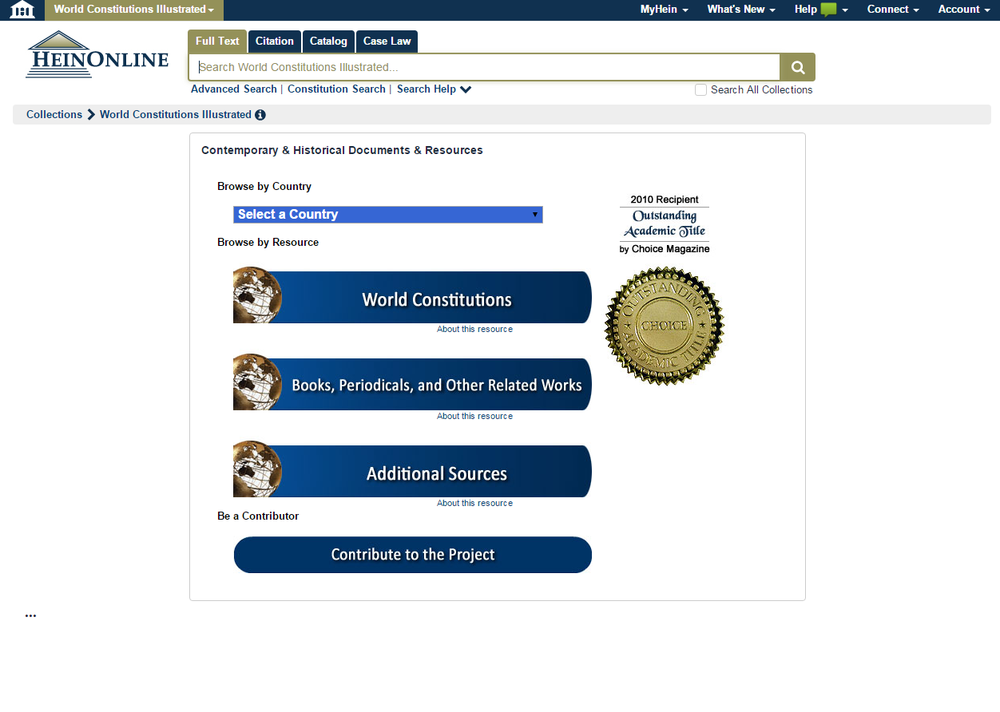 World Constitutions Illustrated
MyHein What's New Help Connect Account
HEINONLINE
Full Text Citation Catalog Case Law
Search World Constitutions Illustrated...
Advanced Search | Constitution Search | Search Help
Search All Collections
Collections World Constitutions Illustrated
Contemporary & Historical Documents & Resources
Browse by Country
Select a Country
Browse by Resource
World Constitutions
About this resource
Books, Periodicals, and Other Related Works
About this resource
Additional Sources
About this resource
Be a Contributor
Contribute to the Project
2010 Recipient
Outstanding
Academic Title
by Choice Magazine
OUTSTANDING
CHOICE
ACADEMIC TITLE
...